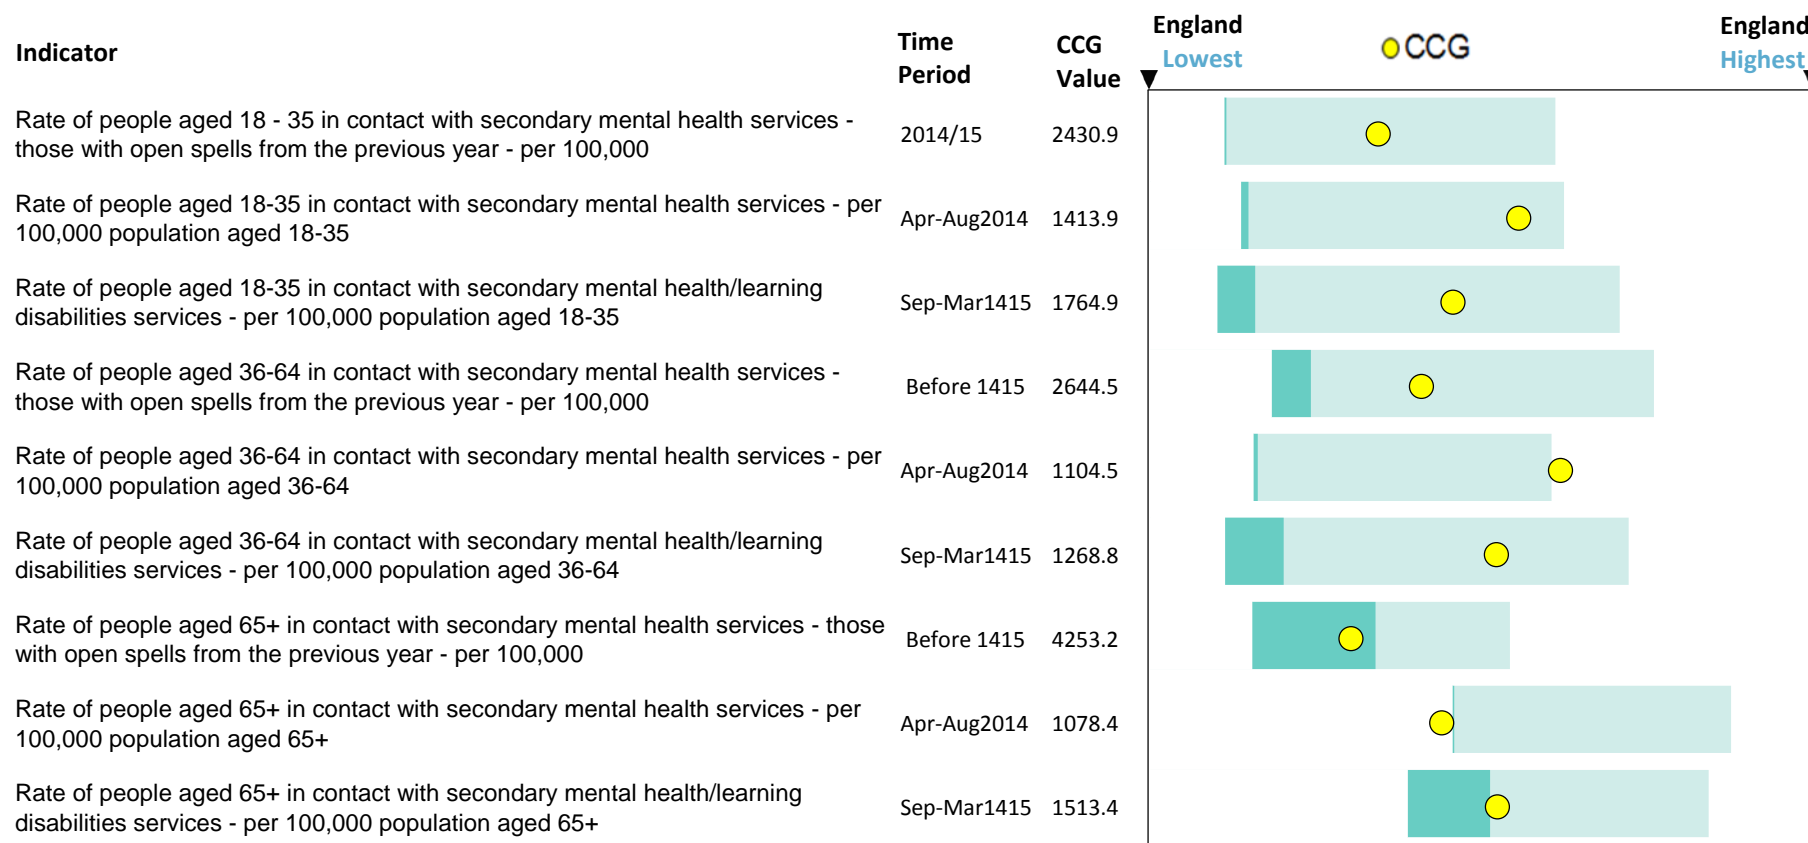 Indicator
Time Period
CCG Value
England Lowest
CCG
England Highest
Rate of people aged 18 - 35 in contact with secondary mental health services -
those with open spells from the previous year - per 100,000
2014/15 2430.9
Rate of people aged 18-35 in contact with secondary mental health services - per
100,000 population aged 18-35
Apr-Aug2014 1413.9
Rate of people aged 18-35 in contact with secondary mental health/learning
disabilities services - per 100,000 population aged 18-35
Sep-Mar1415 1764.9
Rate of people aged 36-64 in contact with secondary mental health services -
those with open spells from the previous year - per 100,000
Before 1415 2644.5
Rate of people aged 36-64 in contact with secondary mental health services - per
100,000 population aged 36-64
Apr-Aug2014 1104.5
Rate of people aged 36-64 in contact with secondary mental health/learning
disabilities services - per 100,000 population aged 36-64
Sep-Mar1415 1268.8
Rate of people aged 65+ in contact with secondary mental health services - those
with open spells from the previous year - per 100,000
Before 1415 4253.2
Rate of people aged 65+ in contact with secondary mental health services - per
100,000 population aged 65+
Apr-Aug2014 1078.4
Rate of people aged 65+ in contact with secondary mental health/learning
disabilities services - per 100,000 population aged 65+
Sep-Mar1415 1513.4